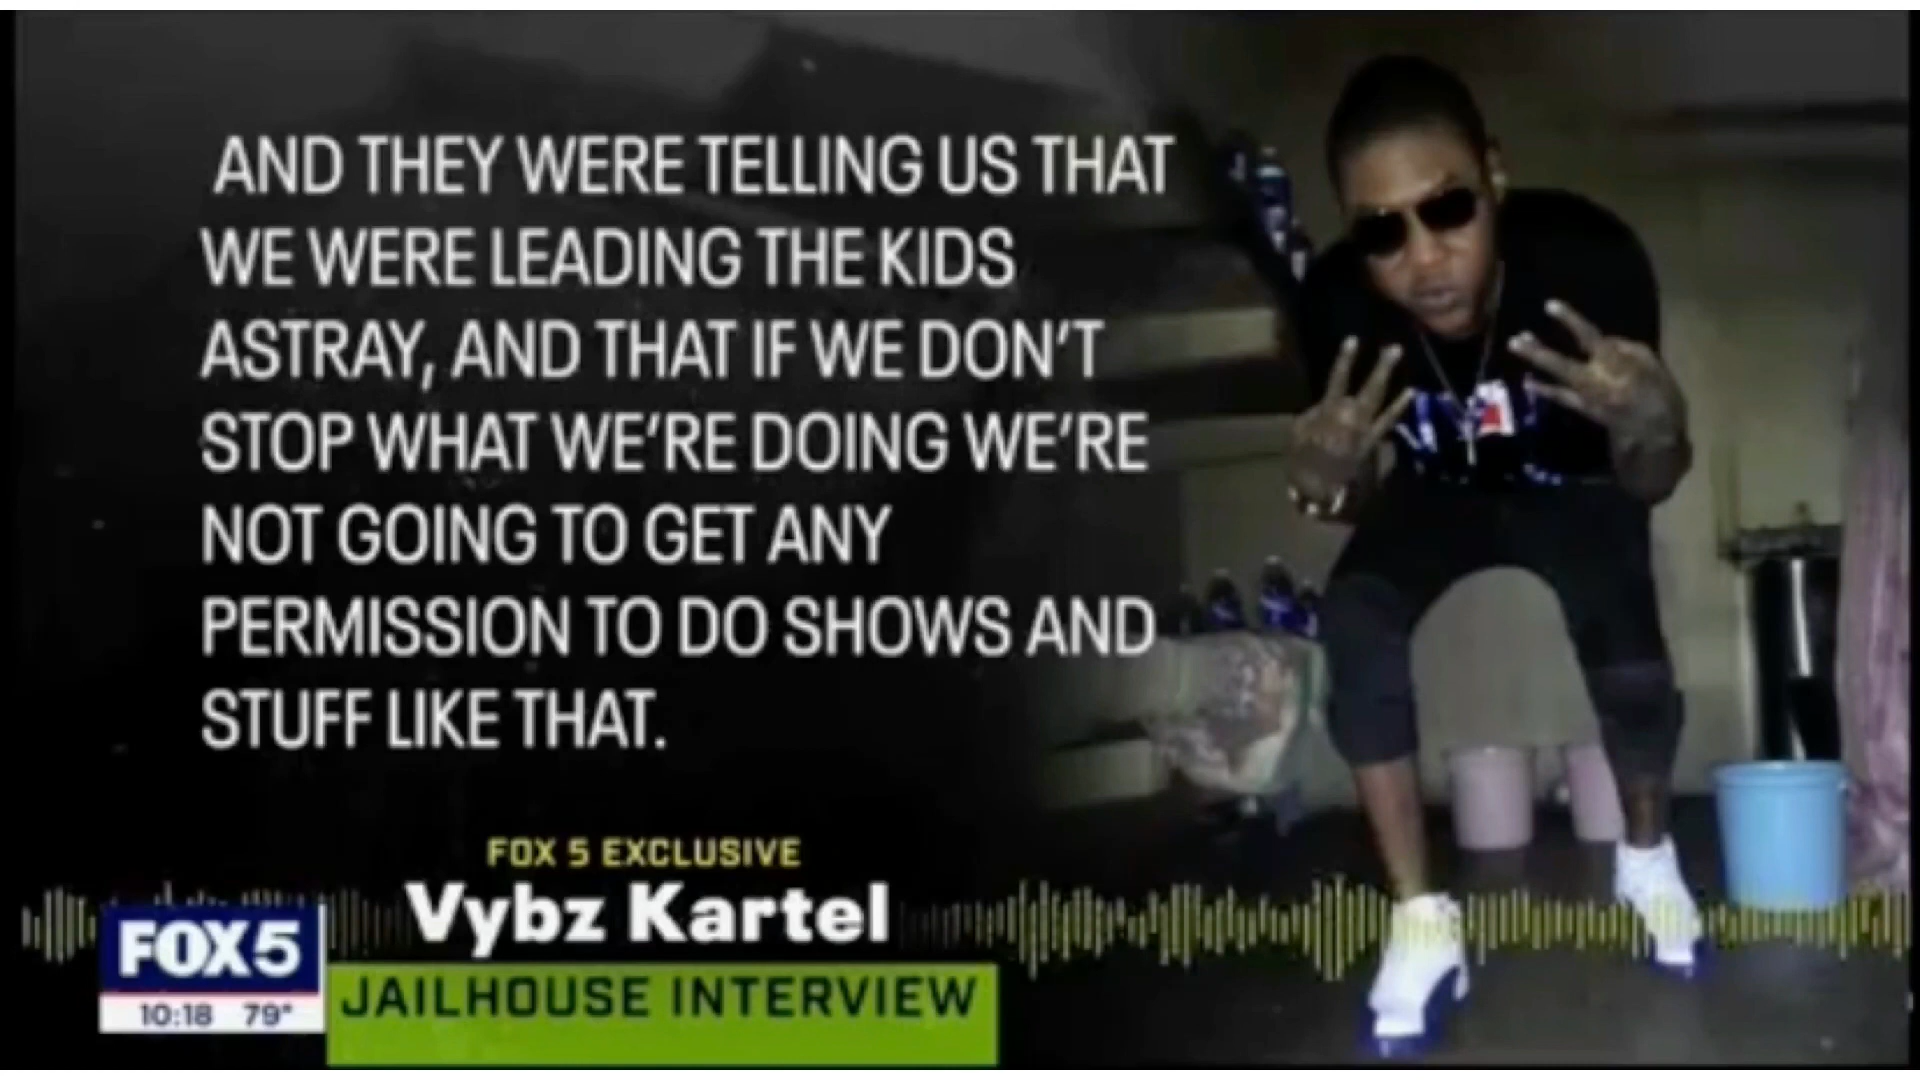 AND THEY WERE TELLING US THAT
WE WERE LEADING THE KIDS
ASTRAY, AND THAT IF WE DON'T
STOP WHAT WE'RE DOING WE'RE
NOT GOING TO GET ANY
PERMISSION TO DO SHOWS AND
STUFF LIKE THAT.
FOX 5 EXCLUSIVE
Vybz Kartel
JAILHOUSE INTERVIEW
FOX 5
10:18 79°